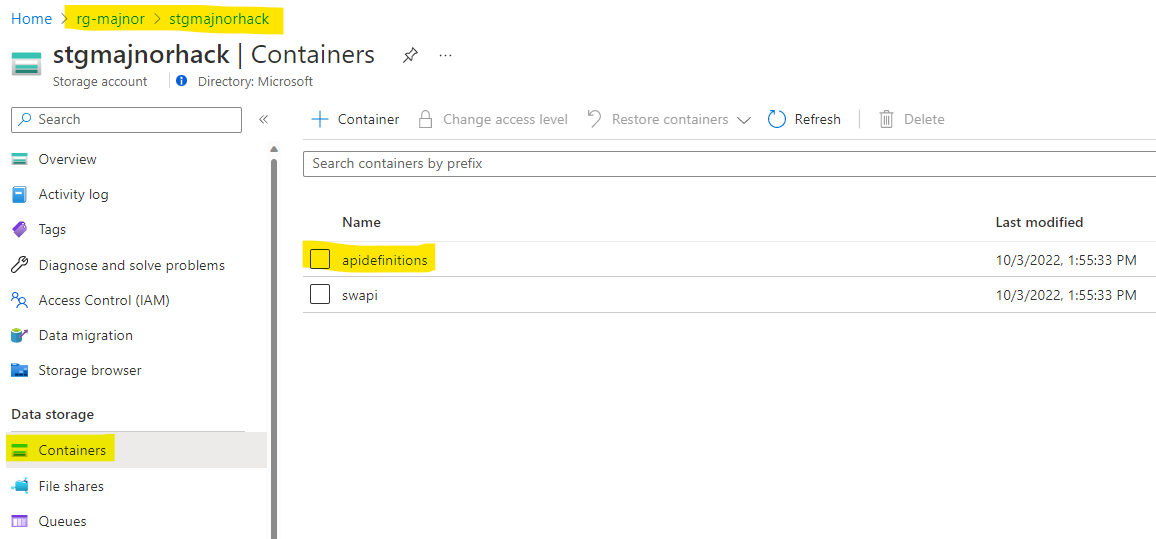 Home > rg-majnor > stgmajnorhack
stgmajnorhack | Containers ...
Storage account
Directory: Microsoft
Search
«
Container
Change access level
Restore containers
Refresh
Delete
Search containers by prefix
Overview
Activity log
Tags
Diagnose and solve problems
Access Control (IAM)
Data migration
Storage browser
Data storage
Containers
File shares
Queues
Name Last modified
apidefinitions 10/3/2022, 1:55:33 PM
swapi 10/3/2022, 1:55:33 PM